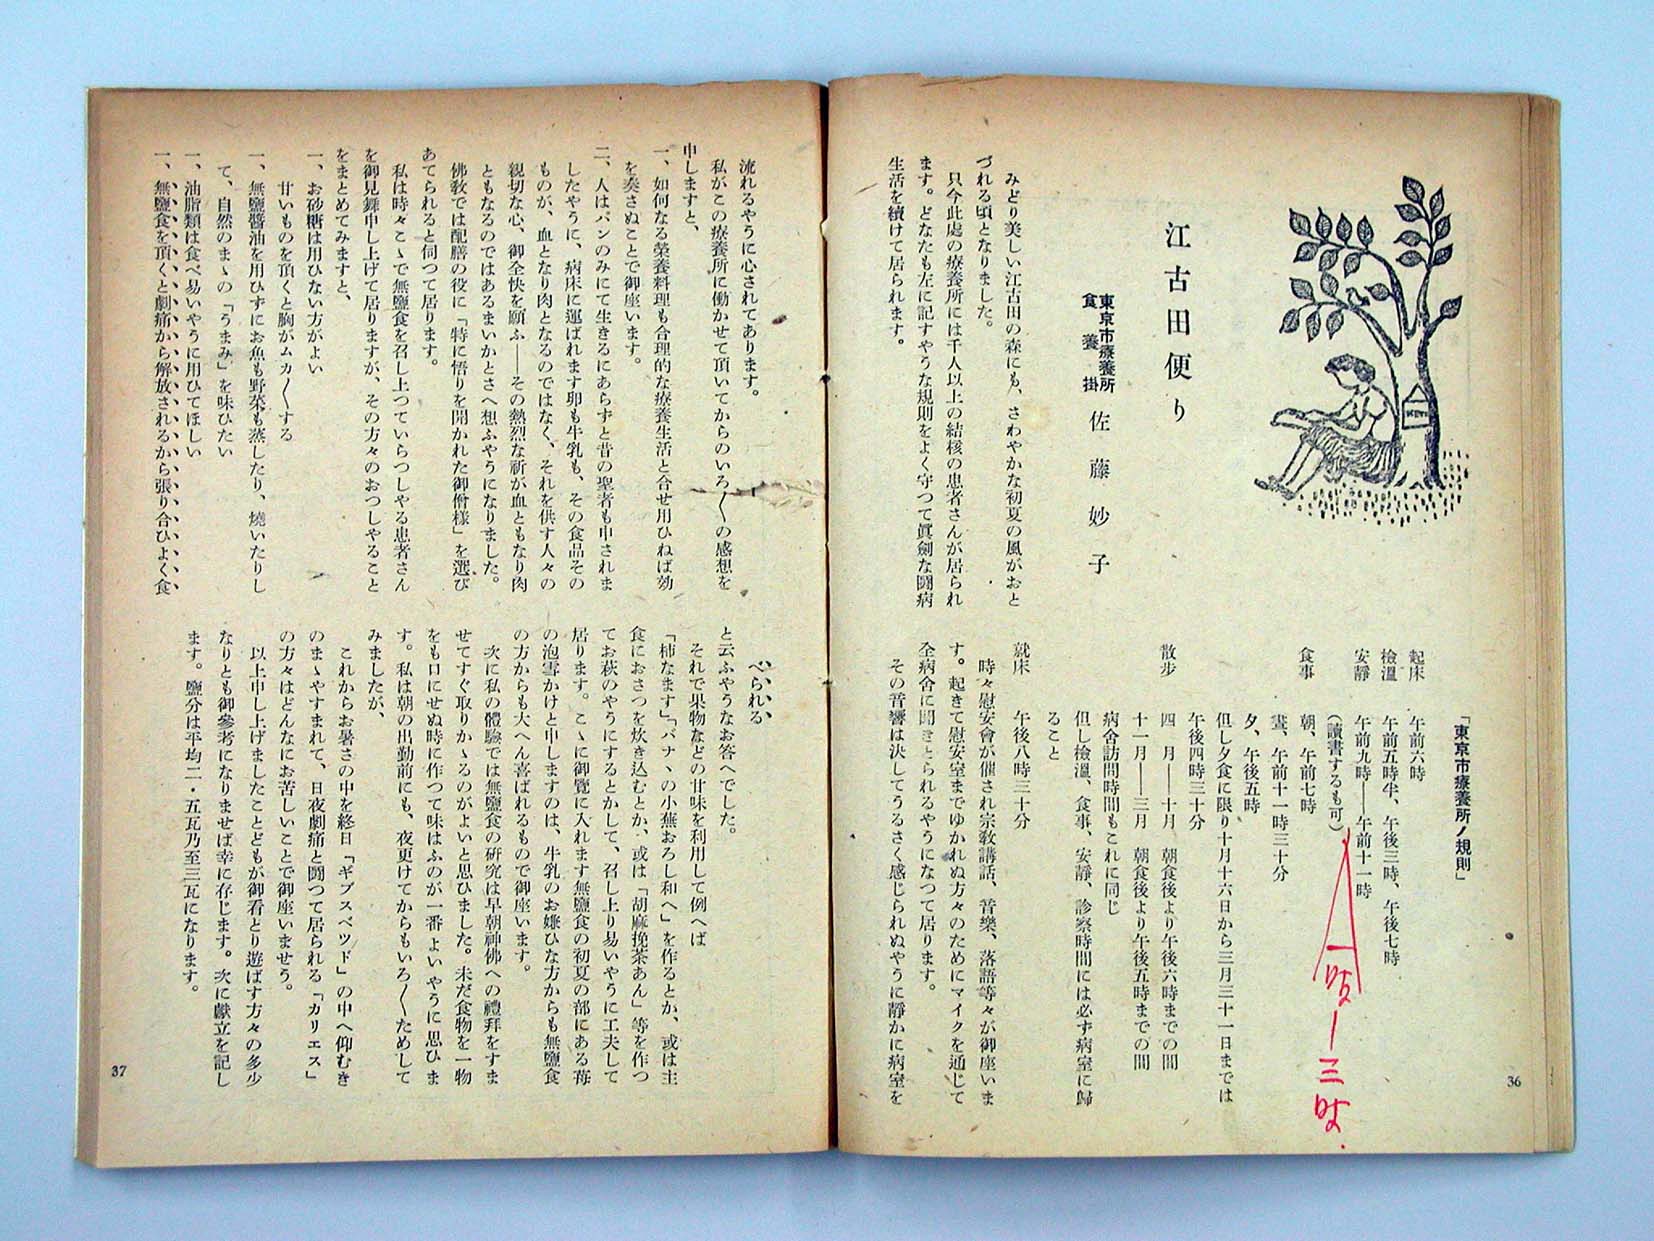 江古田便り
東京市療養所
食養掛
佐藤妙子
みどり美しい江古田の森にも、さわやかな初夏の風がおと
づれる頃となりました。
只今此處の療養所には千人以上の結核の患者さんが居られ
ます。どなたも左に記すやうな規則をよく守つて眞劍な鬪病
生活を續けて居られます。
「東京市療養所ノ規則」
起床　午前六時
檢溫　午前五時半、午後三時、午後七時
安靜　午前九時――午前十一時
(讀書するも可)
一時―三時
食事　朝、午前七時
晝、午前十一時三十分
夕、午後五時
但し夕食に限り十月十六日から三月三十一日までは
午後四時三十分
散步　四　月――十月　朝食後より午後六時までの間
十一月――三月　朝食後より午後五時までの間
病舍訪問時間もこれに同じ
但し檢溫、食事、安靜、診察時間には必ず病室に歸
ること
就床　午後八時三十分
時々慰安會が催され宗敎講話、音樂、落語等々が御座いま
す。起きて慰安室までゆかれぬ方々のためにマイクを通じて
全病舍に聞きとられるやうになつて居ります。
その音響は決してうるさく感じられぬやうに靜かに病室を
36
流れるやうに心されてあります。
私がこの療養所に働かせて頂いてからのいろ〱の感想を
申しますと、
一、如何なる榮養料理も合理的な療養生活と合せ用ひねば効
を奏さぬことで御座います。
二、人はパンのみにて生きるにあらずと昔の聖者も申されま
したやうに、病床に運ばれます卵も牛乳も、その食品その
ものが、血となり肉となるのではなく、それを供す人々の
親切な心、御全快を願ふ――その熱烈な祈が血ともなり肉
ともなるのではあるまいかとさへ想ふやうになりました。
佛敎では配膳の役に「特に悟りを開かれた御僧様」を選び
あてられると伺つて居ります。
私は時々こゝで無鹽食を召し上つていらつしやる患者さん
を御見舞申し上げて居りますが、その方々のおつしやること
をまとめてみますと、
一、お砂糖は用ひない方がよい
甘いものを頂くと胸がムカ〱する
一、無鹽醬油を用ひずにお魚も野菜も蒸したり、燒いたりし
て、自然のまゝの「うまみ」を味ひたい
一、油脂類は食べ易いやうに用ひてほしい
一、無鹽食を頂くと劇痛から解放されるから張り合ひよく食
べられる
と云ふやうなお答へでした。
それで果物などの甘味を利用して例へば
「柿なます」「バナヽの小蕪おろし和へ」を作るとか、或は主
食におさつを炊き込むとか、或は「胡麻挽茶あん」等を作つ
てお萩のやうにするとかして、召し上り易いやうに工夫して
居ります。こゝに御覽に入れます無鹽食の初夏の部にある苺
の泡雪かけと申しますのは、牛乳のお嫌ひな方からも無鹽食
の方からも大へん喜ばれるもので御座います。
次に私の體驗では無鹽食の研究は早朝神佛への禮拜をすま
せてすぐ取りかゝるのがよいと思ひました。未だ食物を一物
をも口にせぬ時に作つて味はふのが一番よいやうに思ひま
す。私は朝の出勤前にも、夜更けてからもいろ〱ためして
みましたが、
これからお暑さの中を終日「ギプスベツド」の中へ仰むき
のまゝやすまれて、日夜劇痛と鬪つて居られる「カリエス」
の方々はどんなにお苦しいことで御座いませう。
以上申し上げましたことどもが御看とり遊ばす方々の多少
なりとも御參考になりませば幸に存じます。次に獻立を記し
ます。鹽分は平均二・五瓦乃至三瓦になります。
37